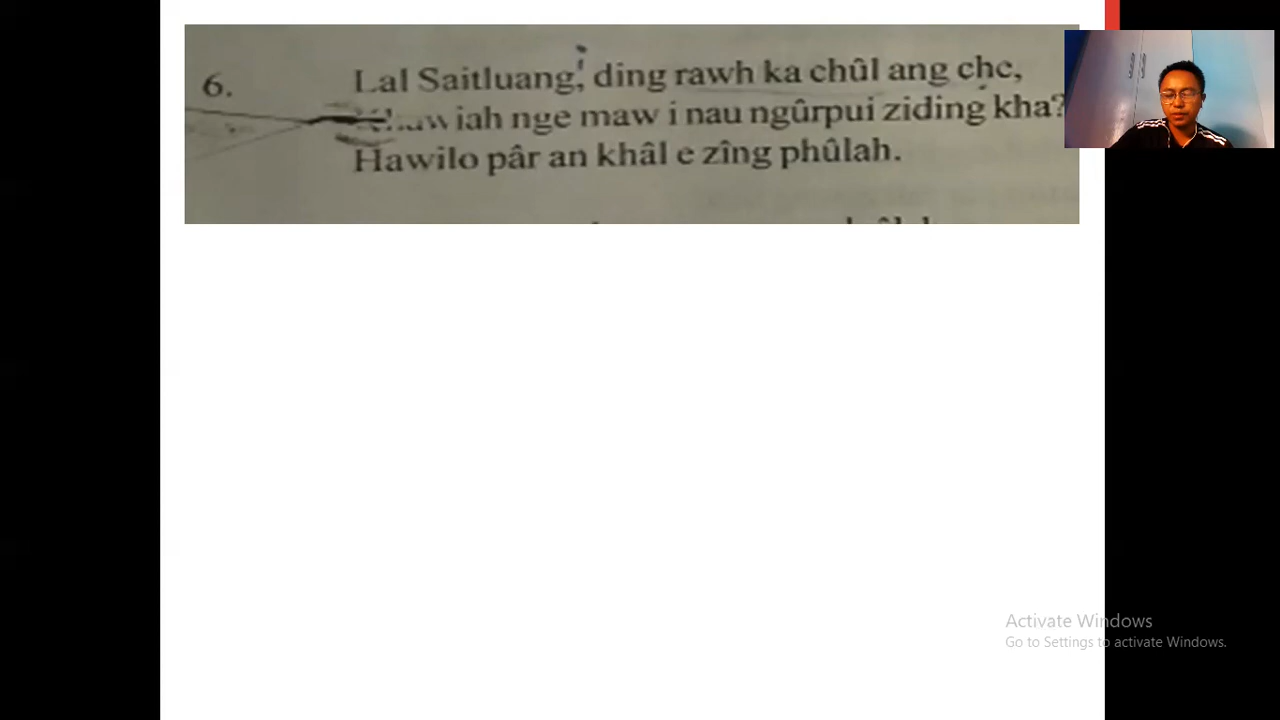 6. Lal Saitluang, ding rawh ka chûl ang che,
iah nge maw i nau ngûrpui ziding kha?
Hawilo pâr an khâl e zîng phûlah.
Activate Windows
Go to Settings to activate Windows.